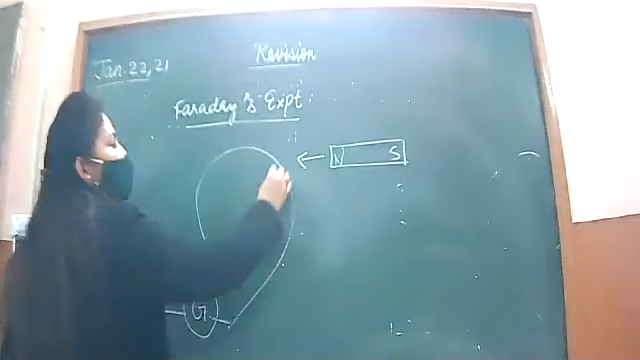 Revision
Jan. 22, 21
Faraday's Expt.
N S
G